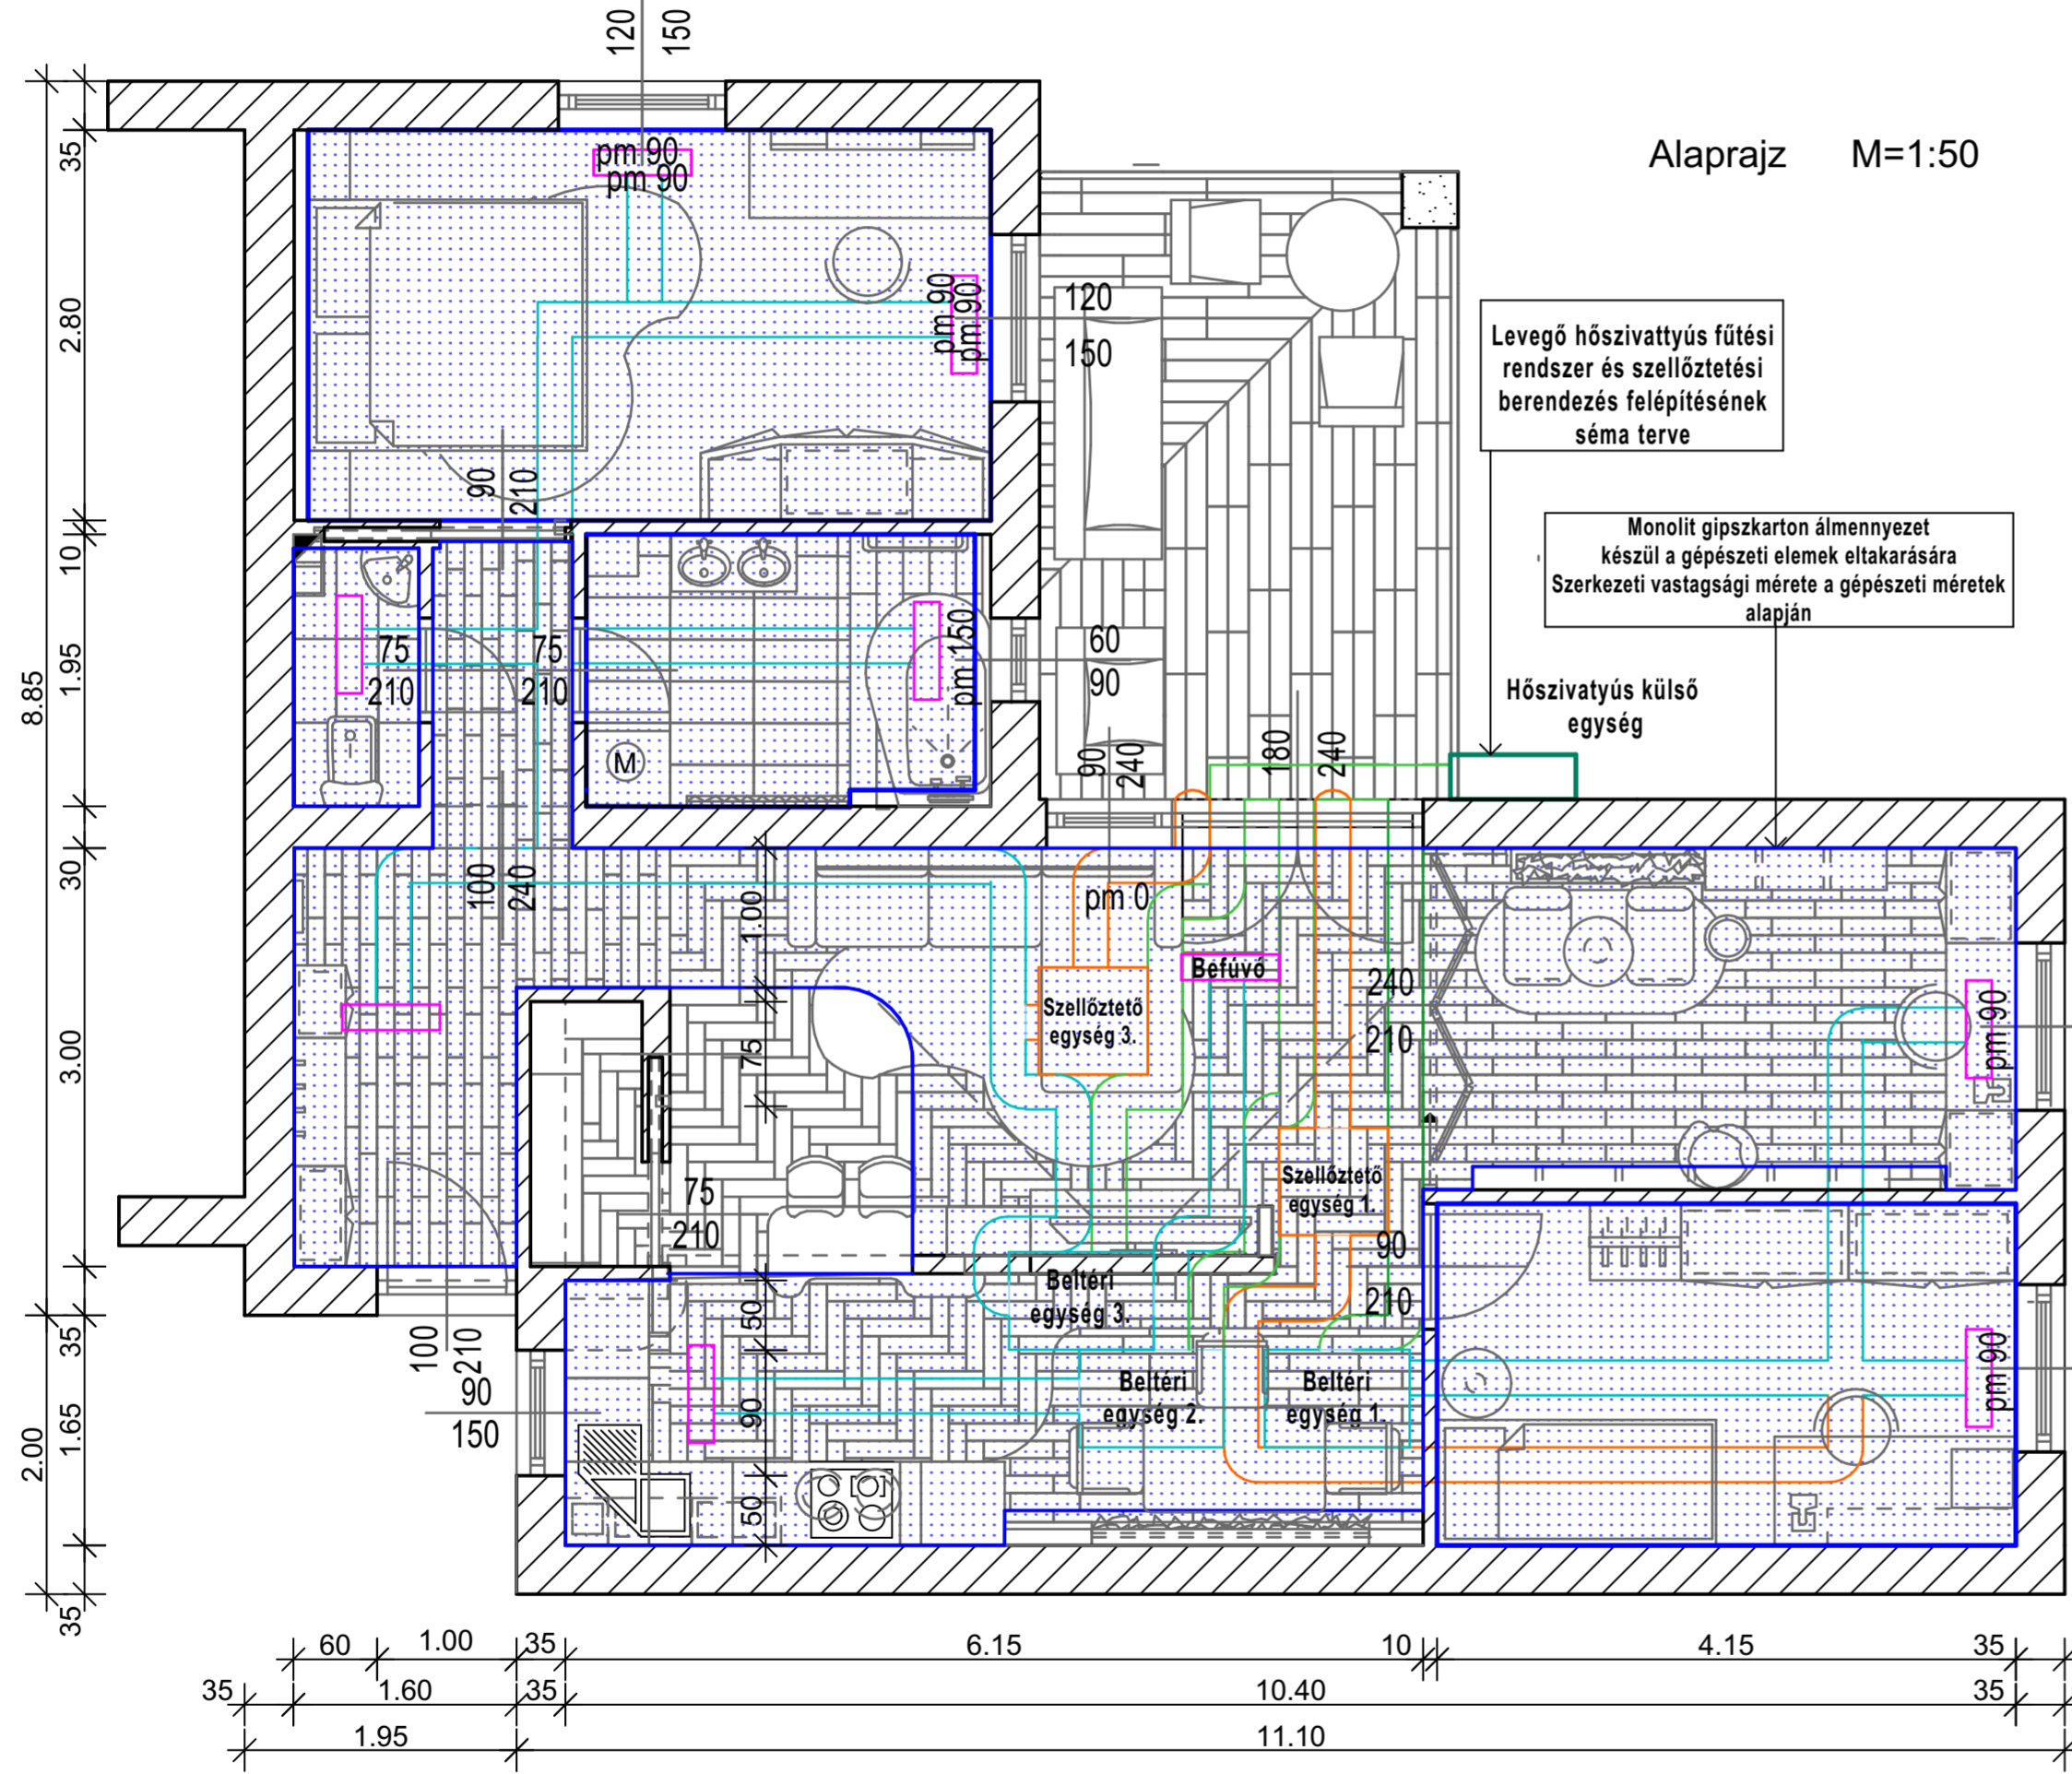 120
150
Alaprajz M=1:50
pm 90
pm 90
pm 90
pm 90
120
150
Levegő hőszivattyús fűtési
rendszer és szellőztetési
berendezés felépítésének
séma terve
90
210
Monolit gipszkarton álmennyezet
készül a gépészeti elemek eltakarására
Szerkezeti vastagsági mérete a gépészeti méretek
alapján
75
210
75
210
pm 150
60
90
Hőszivatyús külső
egység
M
90
240
180
240
100
240
1.00
pm 0
Befúvó
240
210
Szellőztető
egység 3.
75
pm 90
Szellőztető
egység 1.
75
210
90
210
Beltéri
egység 3.
50
100
210
90
150
90
Beltéri
egység 2.
Beltéri
egység 1.
pm 90
50
35
2.80
10
1.95
30
3.00
35
1.65
35
8.85
2.00
60 1.00 35 6.15 10 4.15 35
35 1.60 35 10.40 35
1.95 11.10